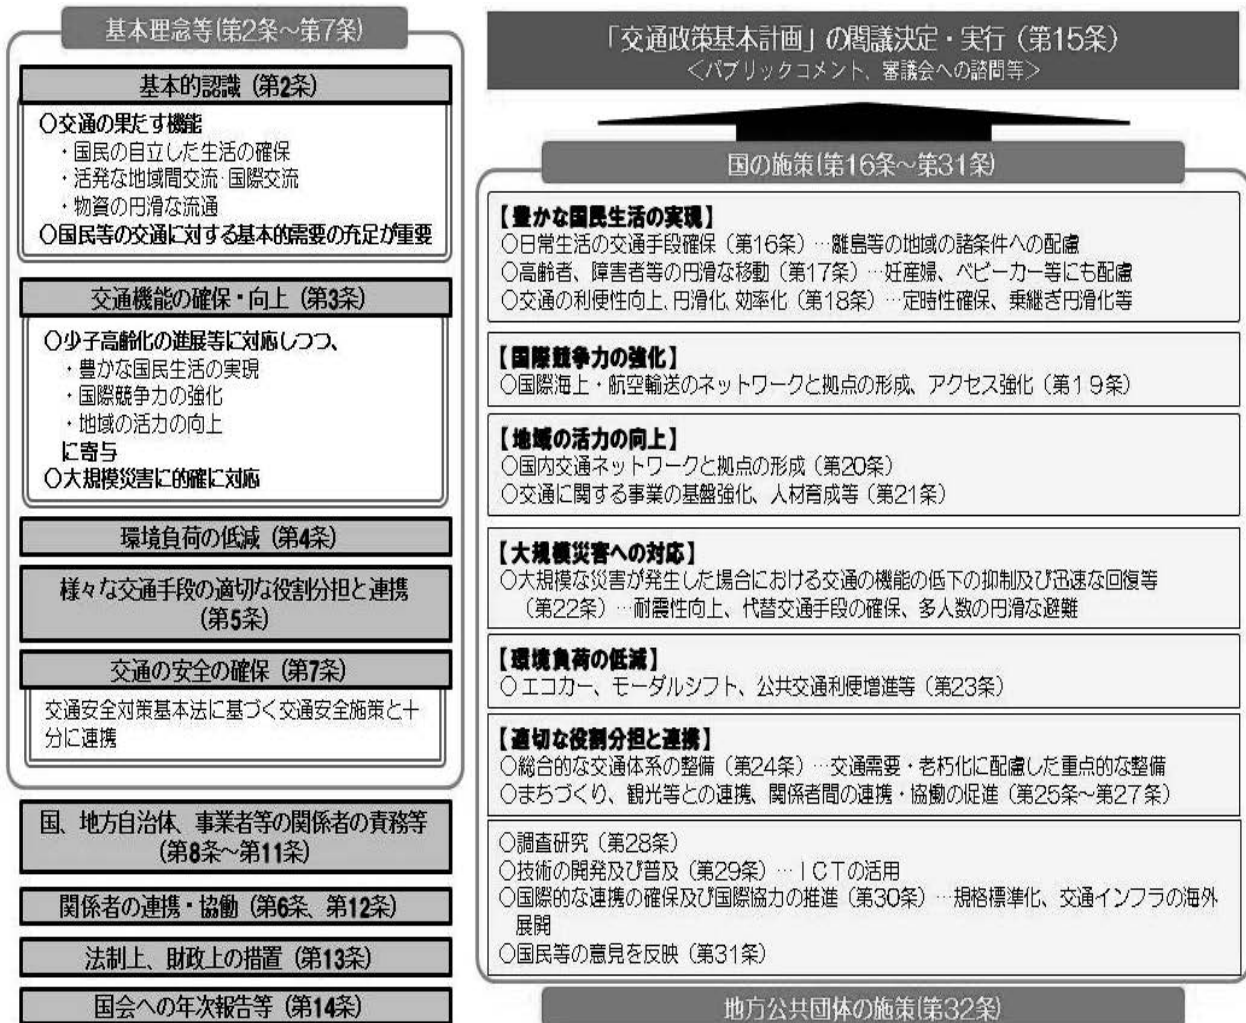 基本理念等(第2条～第7条)
基本的認識（第2条）
○交通の果たす機能
・国民の自立した生活の確保
・活発な地域間交流・国際交流
・物資の円滑な流通
○国民等の交通に対する基本的需要の充足が重要
交通機能の確保・向上（第3条）
○少子高齢化の進展等に対応しつつ、
・豊かな国民生活の実現
・国際競争力の強化
・地域の活力の向上
に寄与
○大規模災害に的確に対応
環境負荷の低減（第4条）
様々な交通手段の適切な役割分担と連携
（第5条）
交通の安全の確保（第7条）
交通安全対策基本法に基づく交通安全施策と十
分に連携
国、地方自治体、事業者等の関係者の責務等
（第8条～第11条）
関係者の連携・協働（第6条、第12条）
法制上、財政上の措置（第13条）
国会への年次報告等（第14条）
「交通政策基本計画」の閣議決定・実行（第15条）
＜パブリックコメント、審議会への諮問等＞
国の施策(第16条～第31条)
【豊かな国民生活の実現】
○日常生活の交通手段確保（第16条）…離島等の地域の諸条件への配慮
○高齢者、障害者等の円滑な移動（第17条）…妊産婦、ベビーカー等にも配慮
○交通の利便性向上、円滑化、効率化（第18条）…定時性確保、乗継ぎ円滑化等
【国際競争力の強化】
○国際海上・航空輸送のネットワークと拠点の形成、アクセス強化（第19条）
【地域の活力の向上】
○国内交通ネットワークと拠点の形成（第20条）
○交通に関する事業の基盤強化、人材育成等（第21条）
【大規模災害への対応】
○大規模な災害が発生した場合における交通の機能の低下の抑制及び迅速な回復等
（第22条）…耐震性向上、代替交通手段の確保、多人数の円滑な避難
【環境負荷の低減】
○エコカー、モーダルシフト、公共交通利便増進等（第23条）
【適切な役割分担と連携】
○総合的な交通体系の整備（第24条）…交通需要・老朽化に配慮した重点的な整備
○まちづくり、観光等との連携、関係者間の連携・協働の促進（第25条～第27条）
○調査研究（第28条）
○技術の開発及び普及（第29条）…ＩＣＴの活用
○国際的な連携の確保及び国際協力の推進（第30条）…規格標準化、交通インフラの海外
展開
○国民等の意見を反映（第31条）
地方公共団体の施策(第32条)